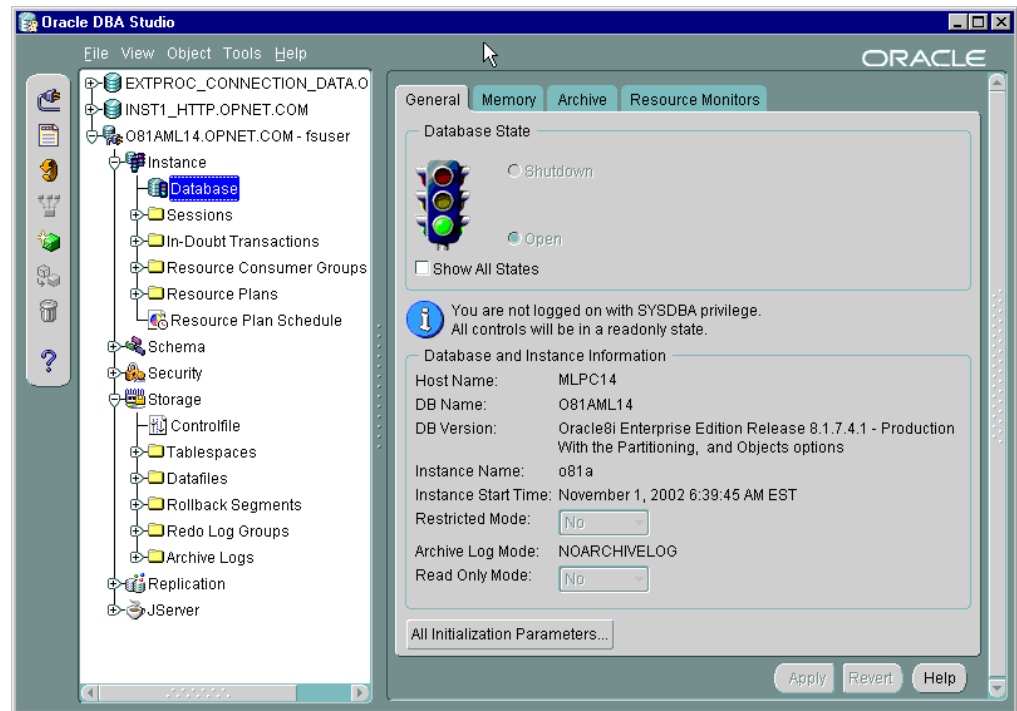 Oracle DBA Studio
File View Object Tools Help
ORACLE
EXTPROC_CONNECTION_DATA.O
INST1_HTTP.OPNET.COM
O81AML14.OPNET.COM - fsuser
Instance
Database
Sessions
In-Doubt Transactions
Resource Consumer Groups
Resource Plans
Resource Plan Schedule
Schema
Security
Storage
Controlfile
Tablespaces
Datafiles
Rollback Segments
Redo Log Groups
Archive Logs
Replication
JServer
General Memory Archive Resource Monitors
Database State
Shutdown
Open
Show All States
You are not logged on with SYSDBA privilege.
All controls will be in a readonly state.
Database and Instance Information
Host Name: MLPC14
DB Name: O81AML14
DB Version: Oracle8i Enterprise Edition Release 8.1.7.4.1 - Production
With the Partitioning, and Objects options
Instance Name: o81a
Instance Start Time: November 1, 2002 6:39:45 AM EST
Restricted Mode: No
Archive Log Mode: NOARCHIVELOG
Read Only Mode: No
All Initialization Parameters...
Apply Revert Help